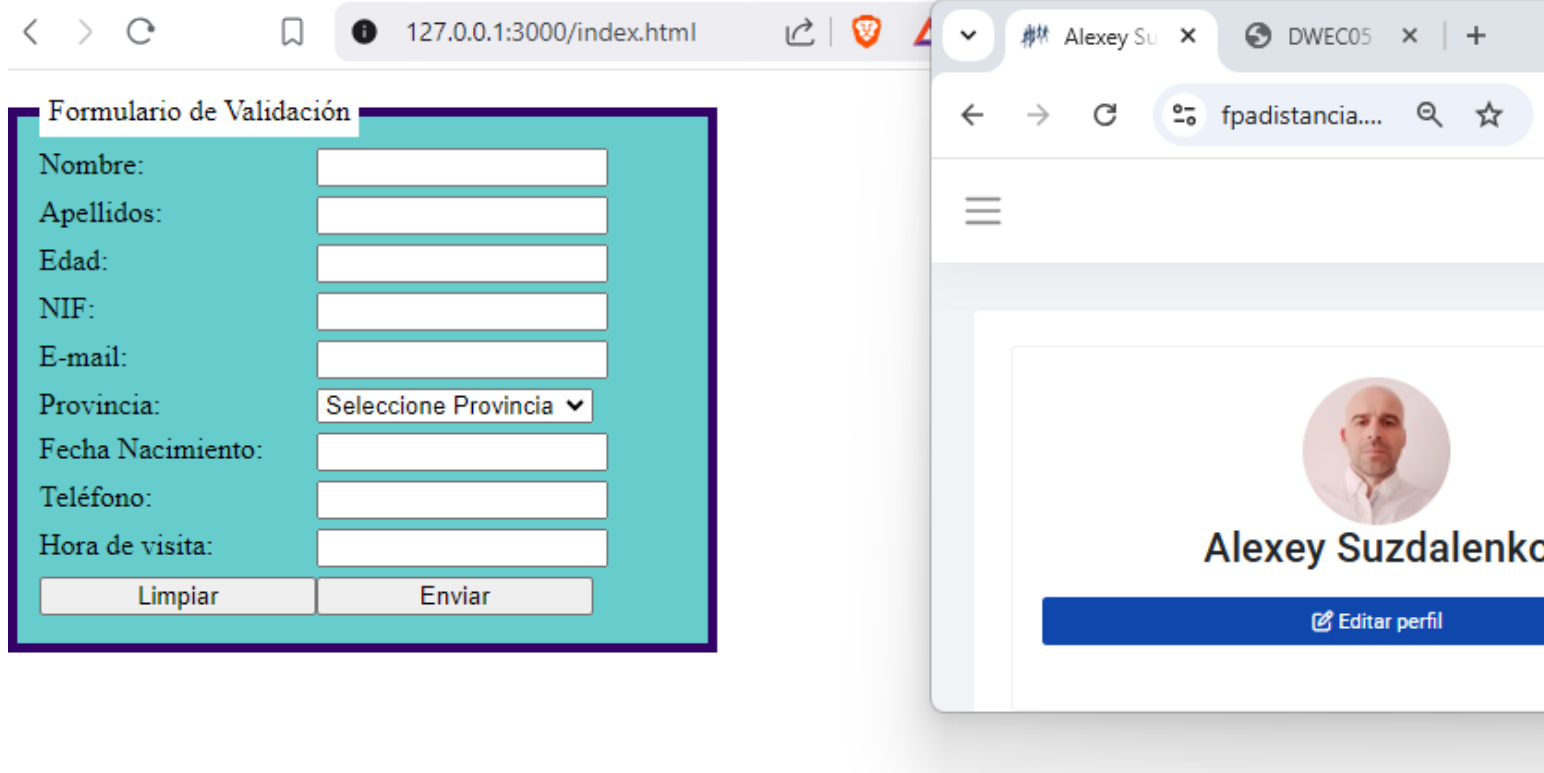 127.0.0.1:3000/index.html
Formulario de Validación
Nombre:
Apellidos:
Edad:
NIF:
E-mail:
Provincia:
Seleccione Provincia
Fecha Nacimiento:
Teléfono:
Hora de visita:
Limpiar
Enviar
Alexey Su
DWEC05
fpadistancia....
Alexey Suzdalenko
Editar perfil